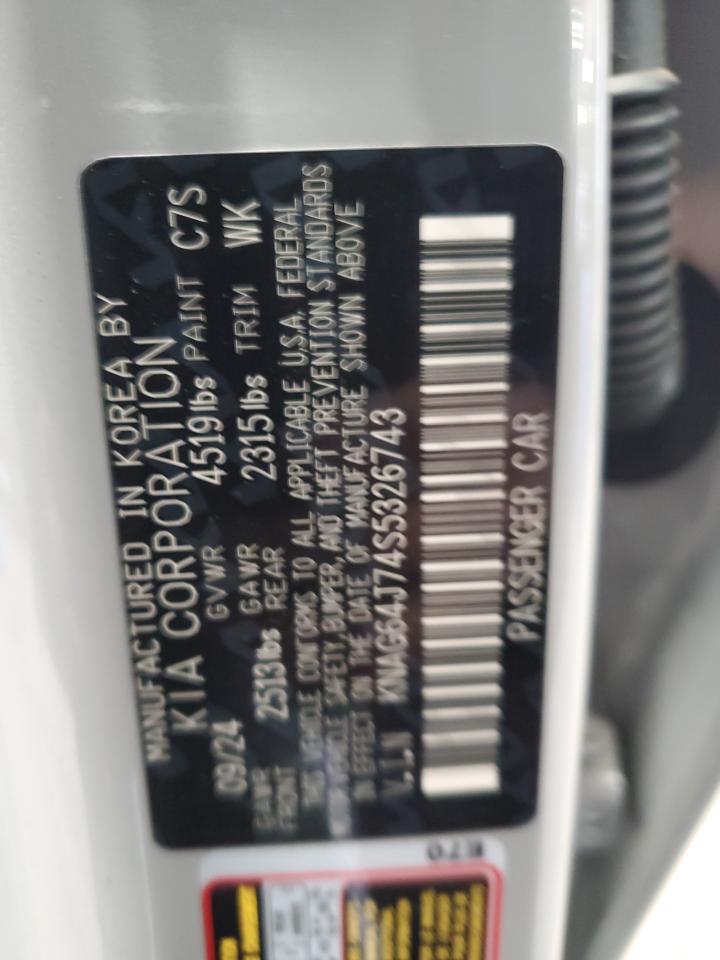 MANUFACTURED IN KOREA BY
KIA CORPORATION
09/24 GVWR 4519lbs PAINT C7S
GAWR FRONT 2513lbs GAWR REAR 2315lbs TRIM WK
THIS VEHICLE CONFORMS TO ALL APPLICABLE U.S.A. FEDERAL
MOTOR VEHICLE SAFETY, BUMPER, AND THEFT PREVENTION STANDARDS
IN EFFECT ON THE DATE OF MANUFACTURE SHOWN ABOVE
V.I.N KNAG64J74S5326743
PASSENGER CAR
E70